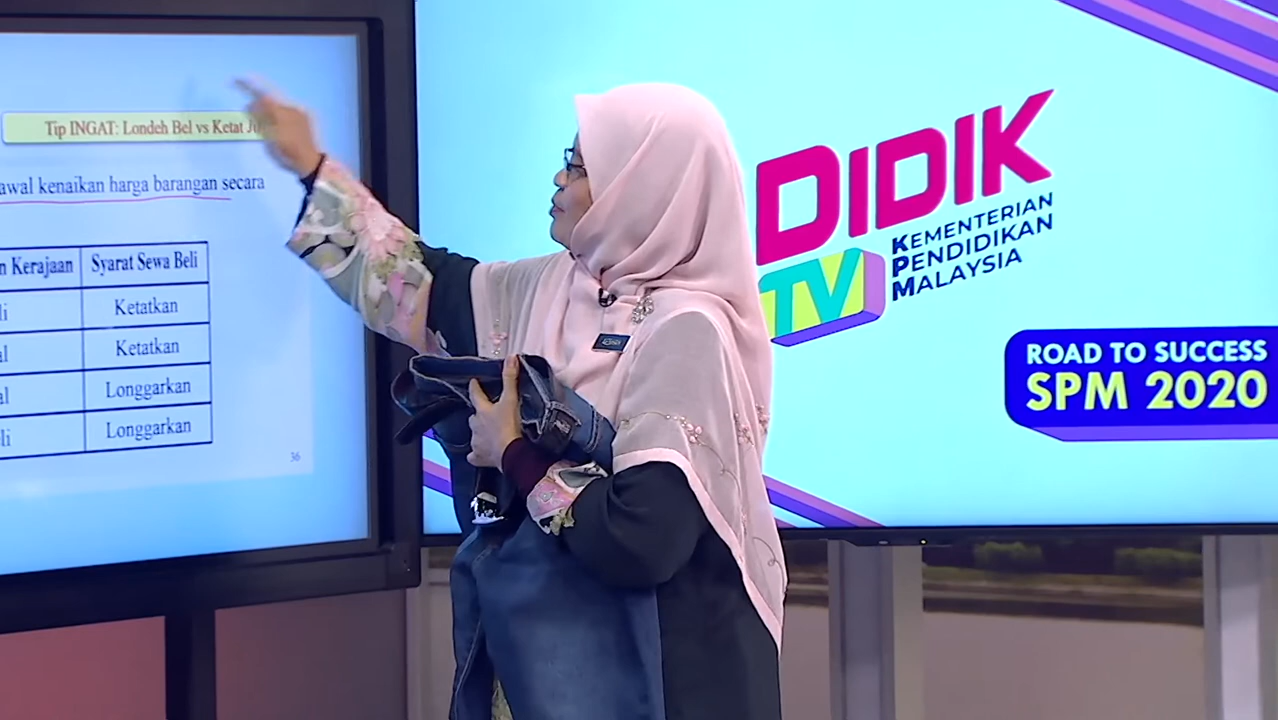 Tip INGAT: Londeh Bel vs Ketat
awal kenaikan harga barangan secara
Kerajaan Syarat Sewa Beli
Ketatkan
Ketatkan
Longgarkan
Longgarkan
36
DIDIK
TV
KEMENTERIAN
PENDIDIKAN
MALAYSIA
ROAD TO SUCCESS
SPM 2020